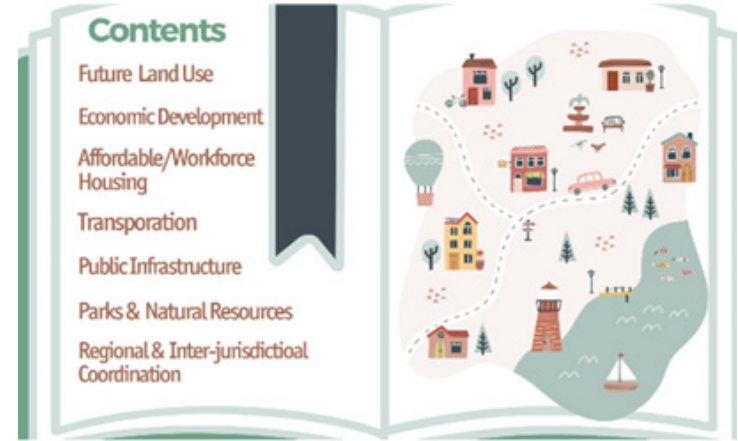 Contents
Future Land Use
Economic Development
Affordable/Workforce
Housing
Transporation
Public Infrastructure
Parks & Natural Resources
Regional & Inter-jurisdictioal
Coordination